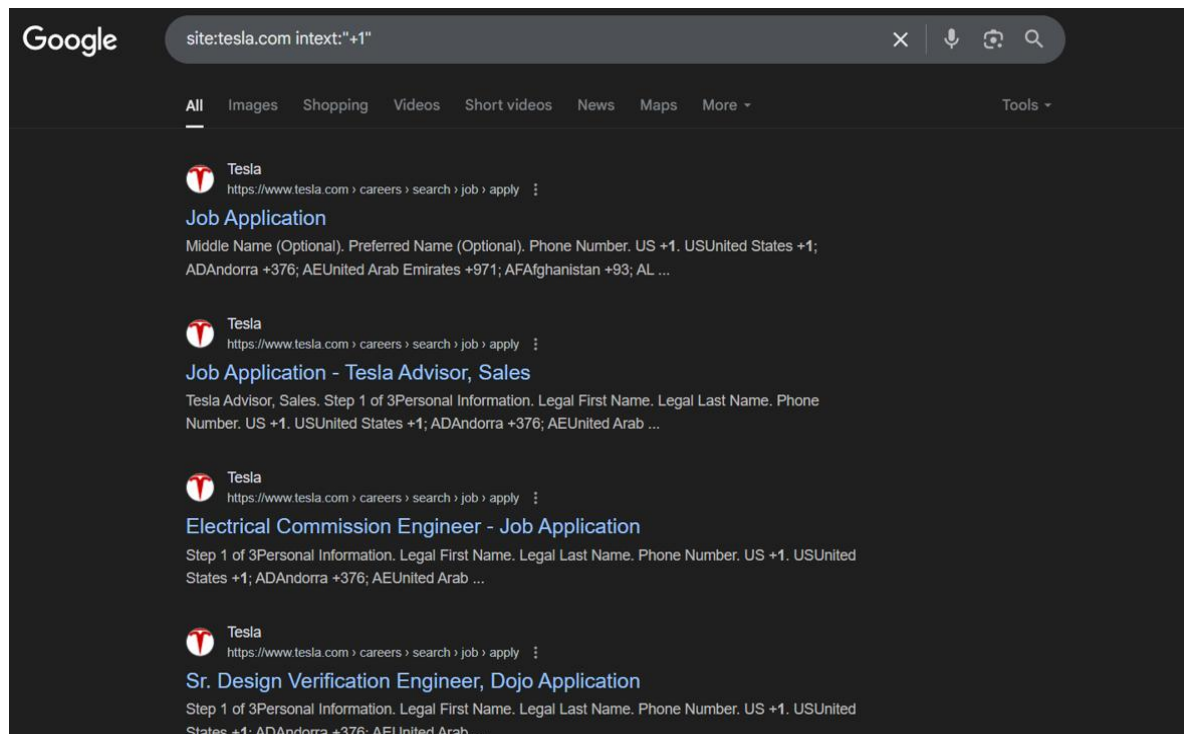 Google
site:tesla.com intext:"+1"
All Images Shopping Videos Short videos News Maps More Tools
Tesla
https://www.tesla.com › careers › search › job › apply
Job Application
Middle Name (Optional). Preferred Name (Optional). Phone Number. US +1. USUnited States +1;
ADAndorra +376; AEUnited Arab Emirates +971; AFAfghanistan +93; AL ...
Tesla
https://www.tesla.com › careers › search › job › apply
Job Application - Tesla Advisor, Sales
Tesla Advisor, Sales. Step 1 of 3Personal Information. Legal First Name. Legal Last Name. Phone
Number. US +1. USUnited States +1; ADAndorra +376; AEUnited Arab ...
Tesla
https://www.tesla.com › careers › search › job › apply
Electrical Commission Engineer - Job Application
Step 1 of 3Personal Information. Legal First Name. Legal Last Name. Phone Number. US +1. USUnited
States +1; ADAndorra +376; AEUnited Arab ...
Tesla
https://www.tesla.com › careers › search › job › apply
Sr. Design Verification Engineer, Dojo Application
Step 1 of 3Personal Information. Legal First Name. Legal Last Name. Phone Number. US +1. USUnited
States +1; ADAndorra +376; AEUnited Arab